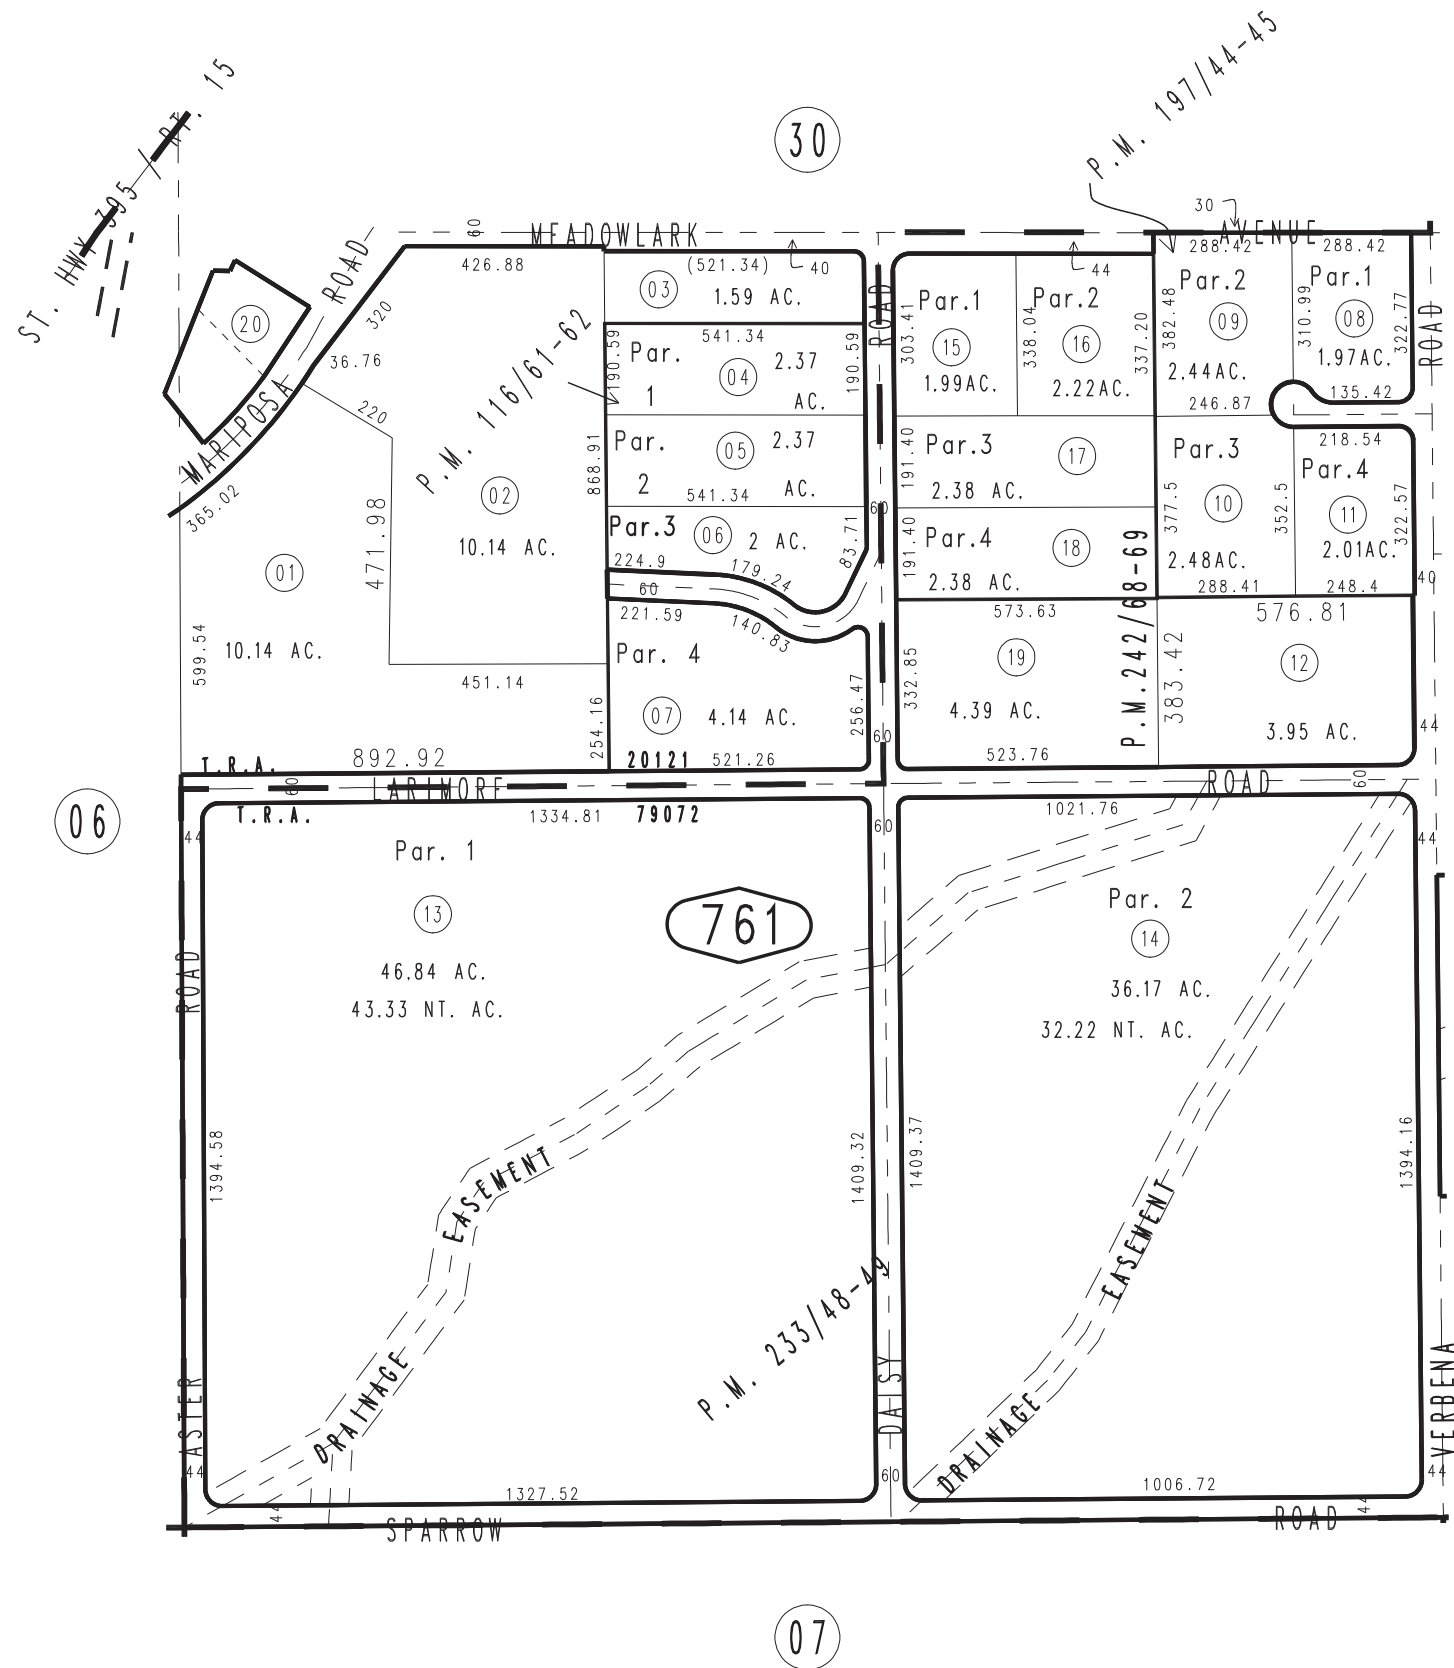 ST. HWY 395 / RT. 15
30
P.M. 197/44-45
MEADOWLARK
AVENUE
60
40
44
30
MARIPOSA ROAD
20
426.88
320
36.76
220
365.02
471.98
P.M. 116/61-62
02
10.14 AC.
01
10.14 AC.
599.54
451.14
892.92
868.91
190.59
254.16
03
(521.34)
1.59 AC.
541.34
Par. 1
04
2.37 AC.
190.59
Par. 2
05
2.37 AC.
541.34
Par.3
06
2 AC.
224.9
179.24
83.71
60
221.59
140.83
Par. 4
07
4.14 AC.
256.47
521.26
ROAD
60
60
Par.1
15
1.99AC.
303.41
338.04
Par.2
16
2.22AC.
337.20
Par.3
17
2.38 AC.
191.40
Par.4
18
2.38 AC.
191.40
573.63
P.M.242/68-69
19
4.39 AC.
332.85
523.76
288.42
Par.2
09
2.44AC.
382.48
246.87
288.42
Par.1
08
1.97AC.
310.99
322.77
135.42
ROAD
Par.3
10
2.48AC.
377.5
288.41
218.54
Par.4
11
2.01AC.
352.5
322.57
248.4
40
576.81
383.42
12
3.95 AC.
44
T.R.A. 20121
LARIMORE
ROAD
60
60
T.R.A. 79072
06
44
1334.81
60
1021.76
44
Par. 1
13
46.84 AC.
43.33 NT. AC.
761
Par. 2
14
36.17 AC.
32.22 NT. AC.
ROAD
1394.58
1409.32
1409.37
1394.16
DRAINAGE EASEMENT
DRAINAGE EASEMENT
P.M. 233/48-49
ASTER
DAISY
VERBENA
44
60
44
1327.52
1006.72
44
44
SPARROW
ROAD
07